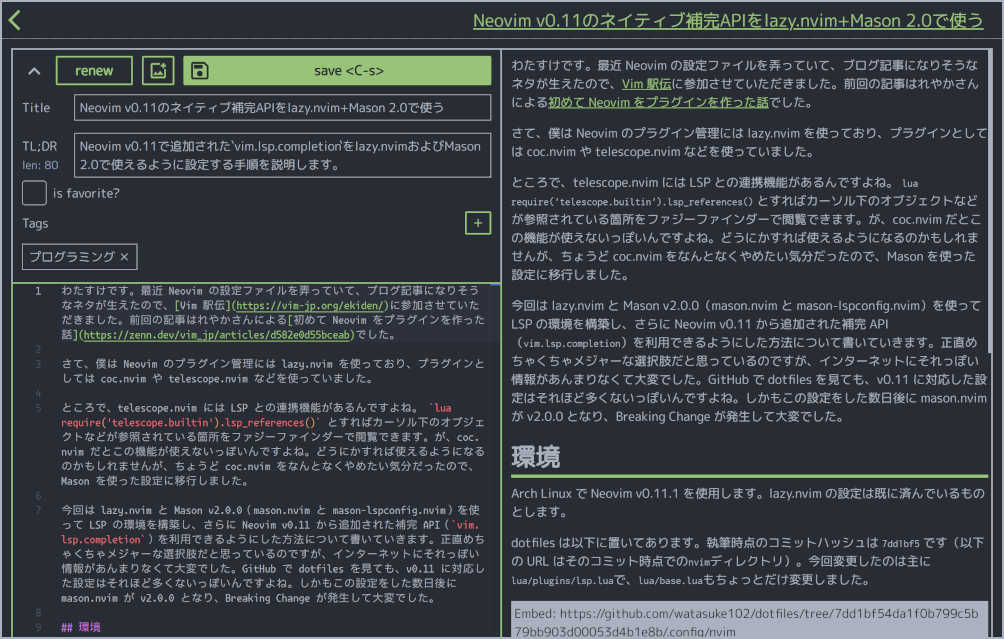 Neovim v0.11のネイティブ補完APIをlazy.nvim+Mason 2.0で使う
renew
save <C-s>
Title
Neovim v0.11のネイティブ補完APIをlazy.nvim+Mason 2.0で使う
TL;DR
len: 80
Neovim v0.11で追加された`vim.lsp.completion`をlazy.nvimおよびMason
2.0で使えるように設定する手順を説明します。
is favorite?
Tags
+
プログラミング ×
1 わたすけです。最近 Neovim の設定ファイルを弄っていて、ブログ記事になりそう
なネタが生えたので、[Vim 駅伝](https://vim-jp.org/ekiden/)に参加させていた
だきました。前回の記事はれやかさんによる[初めて Neovim をプラグインを作った
話](https://zenn.dev/vim_jp/articles/d582e0d55bceab)でした。
2
3 さて、僕は Neovim のプラグイン管理には lazy.nvim を使っており、プラグインと
しては coc.nvim や telescope.nvim などを使っていました。
4
5 ところで、telescope.nvim には LSP との連携機能があるんですよね。 `lua
require('telescope.builtin').lsp_references()` とすればカーソル下のオブジェ
クトなどが参照されている箇所をファジーファインダーで閲覧できます。が、coc.
nvim だとこの機能が使えないっぽいんですよね。どうにかすれば使えるようになる
のかもしれませんが、ちょうど coc.nvim をなんとなくやめたい気分だったので、
Mason を使った設定に移行しました。
6
7 今回は lazy.nvim と Mason v2.0.0（mason.nvim と mason-lspconfig.nvim）を使
って LSP の環境を構築し、さらに Neovim v0.11 から追加された補完 API（`vim.
lsp.completion`）を利用できるようにした方法について書いていきます。正直めち
ゃくちゃメジャーな選択肢だと思っているのですが、インターネットにそれっぽい
情報があんまりなくて大変でした。GitHub で dotfiles を見ても、v0.11 に対応し
た設定はそれほど多くないっぽいんですよね。しかもこの設定をした数日後に
mason.nvim が v2.0.0 となり、Breaking Change が発生して大変でした。
8
9 ## 環境
わたすけです。最近 Neovim の設定ファイルを弄っていて、ブログ記事になりそうな
ネタが生えたので、Vim 駅伝に参加させていただきました。前回の記事はれやかさん
による初めて Neovim をプラグインを作った話でした。
さて、僕は Neovim のプラグイン管理には lazy.nvim を使っており、プラグインとして
は coc.nvim や telescope.nvim などを使っていました。
ところで、telescope.nvim には LSP との連携機能があるんですよね。 lua
require('telescope.builtin').lsp_references() とすればカーソル下のオブジェクトなど
が参照されている箇所をファジーファインダーで閲覧できます。が、coc.nvim だとこ
の機能が使えないっぽいんですよね。どうにかすれば使えるようになるのかもしれま
せんが、ちょうど coc.nvim をなんとなくやめたい気分だったので、Mason を使った
設定に移行しました。
今回は lazy.nvim と Mason v2.0.0（mason.nvim と mason-lspconfig.nvim）を使って
LSP の環境を構築し、さらに Neovim v0.11 から追加された補完 API
（vim.lsp.completion）を利用できるようにした方法について書いていきます。正直め
ちゃくちゃメジャーな選択肢だと思っているのですが、インターネットにそれっぽい
情報があんまりなくて大変でした。GitHub で dotfiles を見ても、v0.11 に対応した設
定はそれほど多くないっぽいんですよね。しかもこの設定をした数日後に mason.nvim
が v2.0.0 となり、Breaking Change が発生して大変でした。
環境
Arch Linux で Neovim v0.11.1 を使用します。lazy.nvim の設定は既に済んでいるもの
とします。
dotfiles は以下に置いてあります。執筆時点のコミットハッシュは 7dd1bf5 です（以下
の URL はそのコミット時点でのnvimディレクトリ）。今回変更したのは主に
lua/plugins/lsp.luaで、lua/base.luaもちょっとだけ変更しました。
Embed: https://github.com/watasuke102/dotfiles/tree/7dd1bf54da1f0b799c5b
79bb903d00053d4b1e8b/.config/nvim